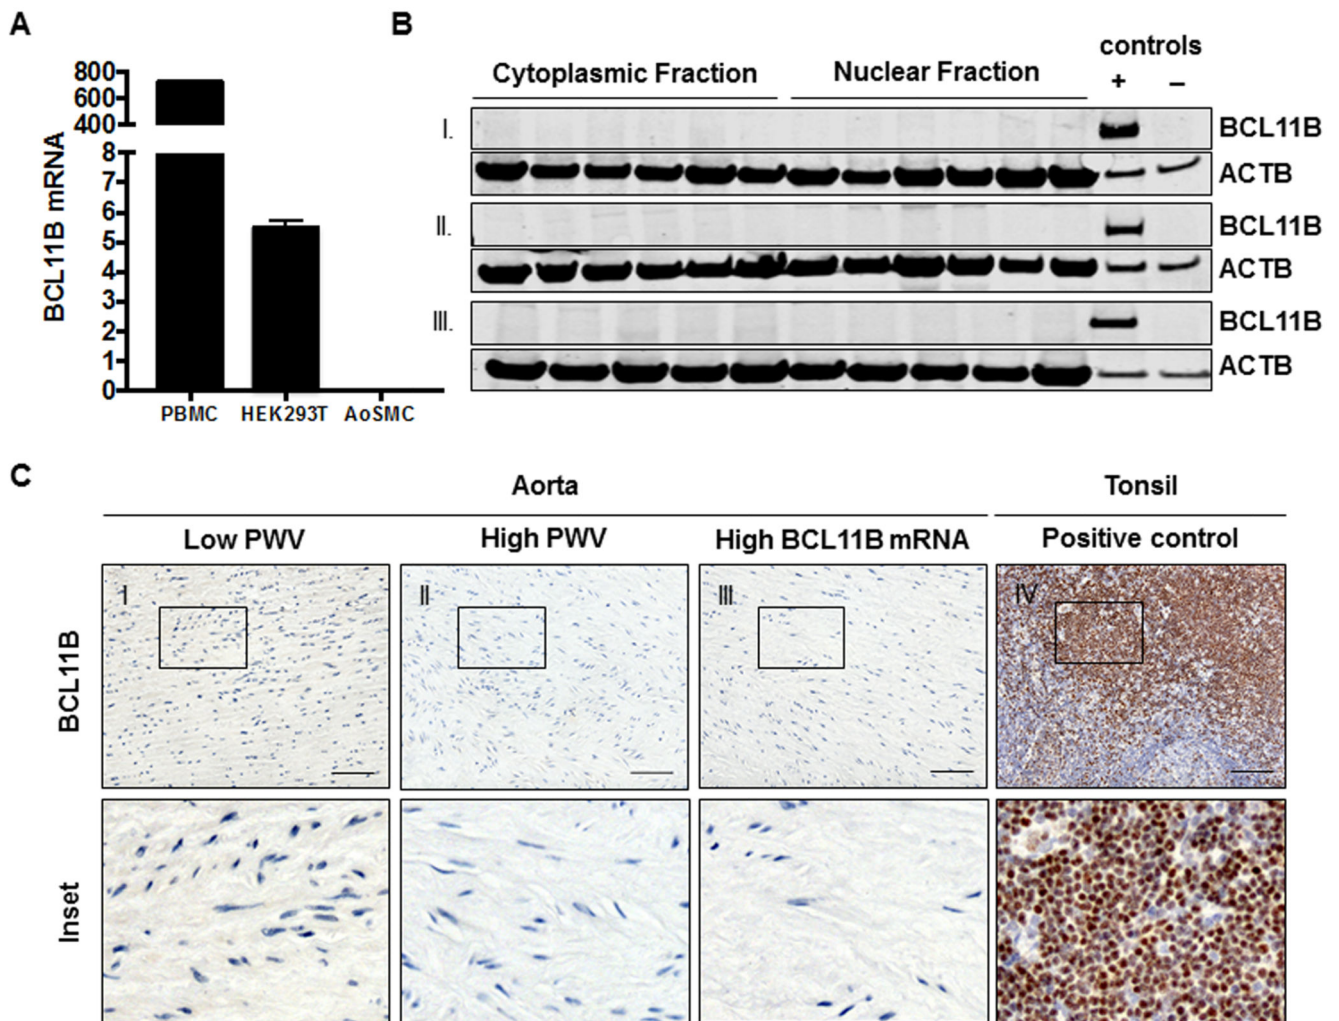 A
BCL11B mRNA
800
600
400
8
7
6
5
4
3
2
1
0
PBMC HEK293T AoSMC
B
controls
Cytoplasmic Fraction Nuclear Fraction + –
I. BCL11B
ACTB
II. BCL11B
ACTB
III. BCL11B
ACTB
C
Aorta Tonsil
Low PWV High PWV High BCL11B mRNA Positive control
BCL11B
I II III IV
Inset